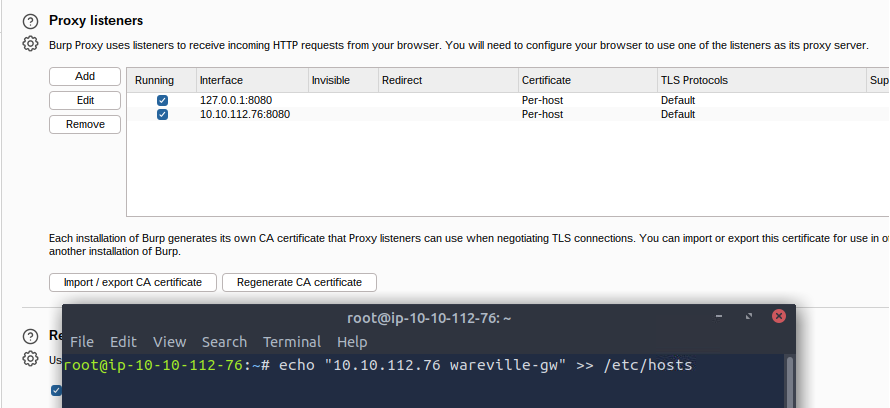 Proxy listeners
Burp Proxy uses listeners to receive incoming HTTP requests from your browser. You will need to configure your browser to use one of the listeners as its proxy server.
Add
Edit
Remove
Running Interface Invisible Redirect Certificate TLS Protocols Sup
127.0.0.1:8080 Per-host Default
10.10.112.76:8080 Per-host Default
Each installation of Burp generates its own CA certificate that Proxy listeners can use when negotiating TLS connections. You can import or export this certificate for use in ot
another installation of Burp.
Import / export CA certificate Regenerate CA certificate
Re
Us
root@ip-10-10-112-76: ~
File Edit View Search Terminal Help
root@ip-10-10-112-76:~# echo "10.10.112.76 wareville-gw" >> /etc/hosts